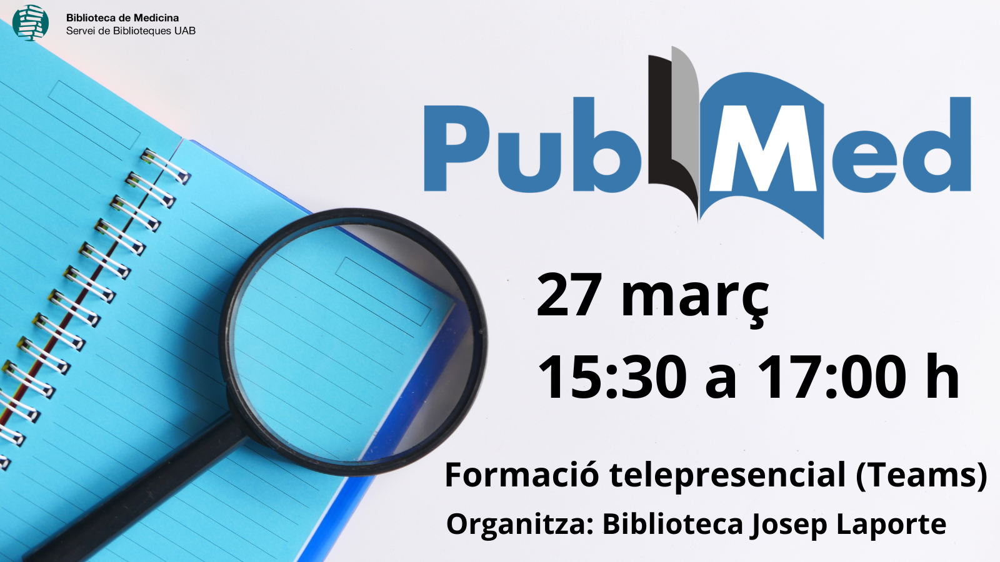 Biblioteca de Medicina
Servei de Biblioteques UAB
PubMed
27 març
15:30 a 17:00 h
Formació telepresencial (Teams)
Organitza: Biblioteca Josep Laporte